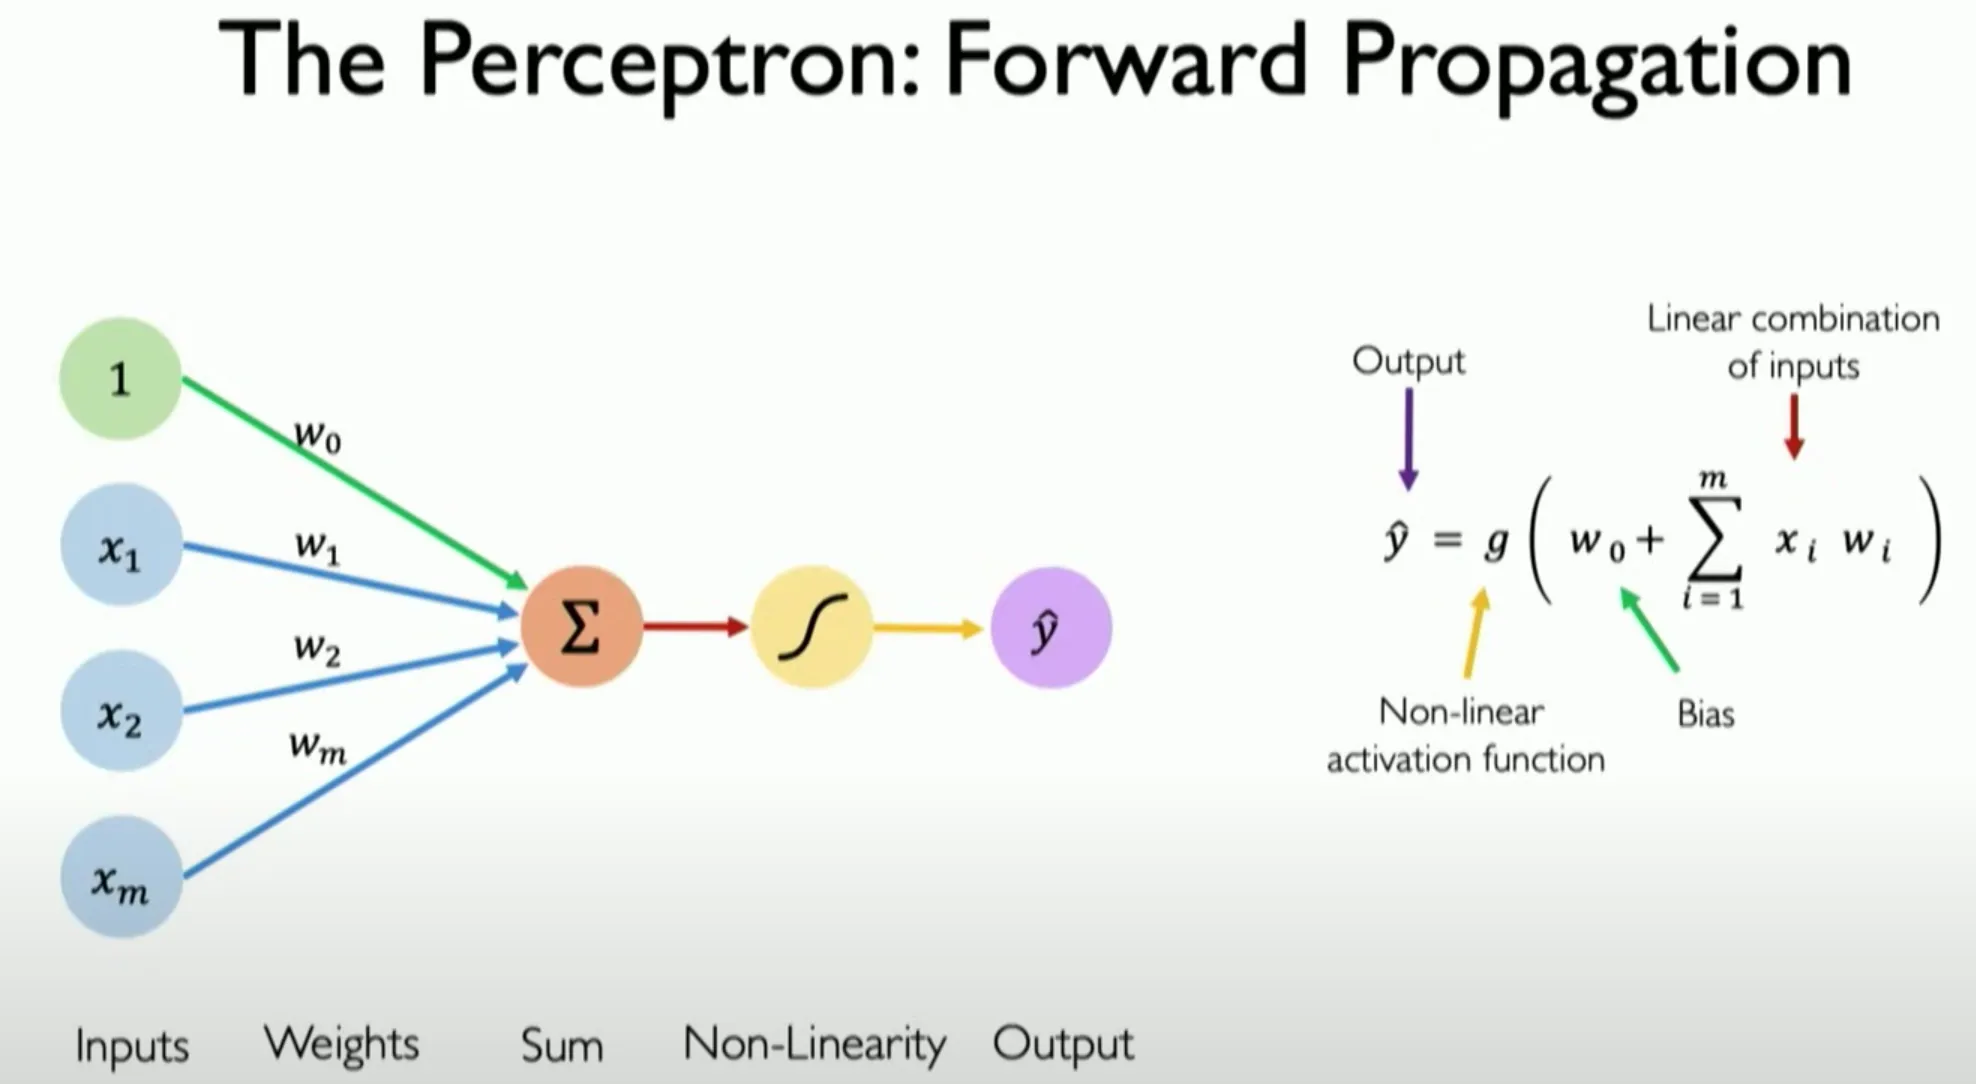 The Perceptron: Forward Propagation
1
w₀
x₁
w₁
x₂
w₂
xₘ
wₘ
Σ
∫
ŷ
Inputs Weights Sum Non-Linearity Output
Output
Linear combination
of inputs
ŷ = g ( w₀ + ∑ᵢ₌₁ᵐ xᵢ wᵢ )
Non-linear
activation function
Bias